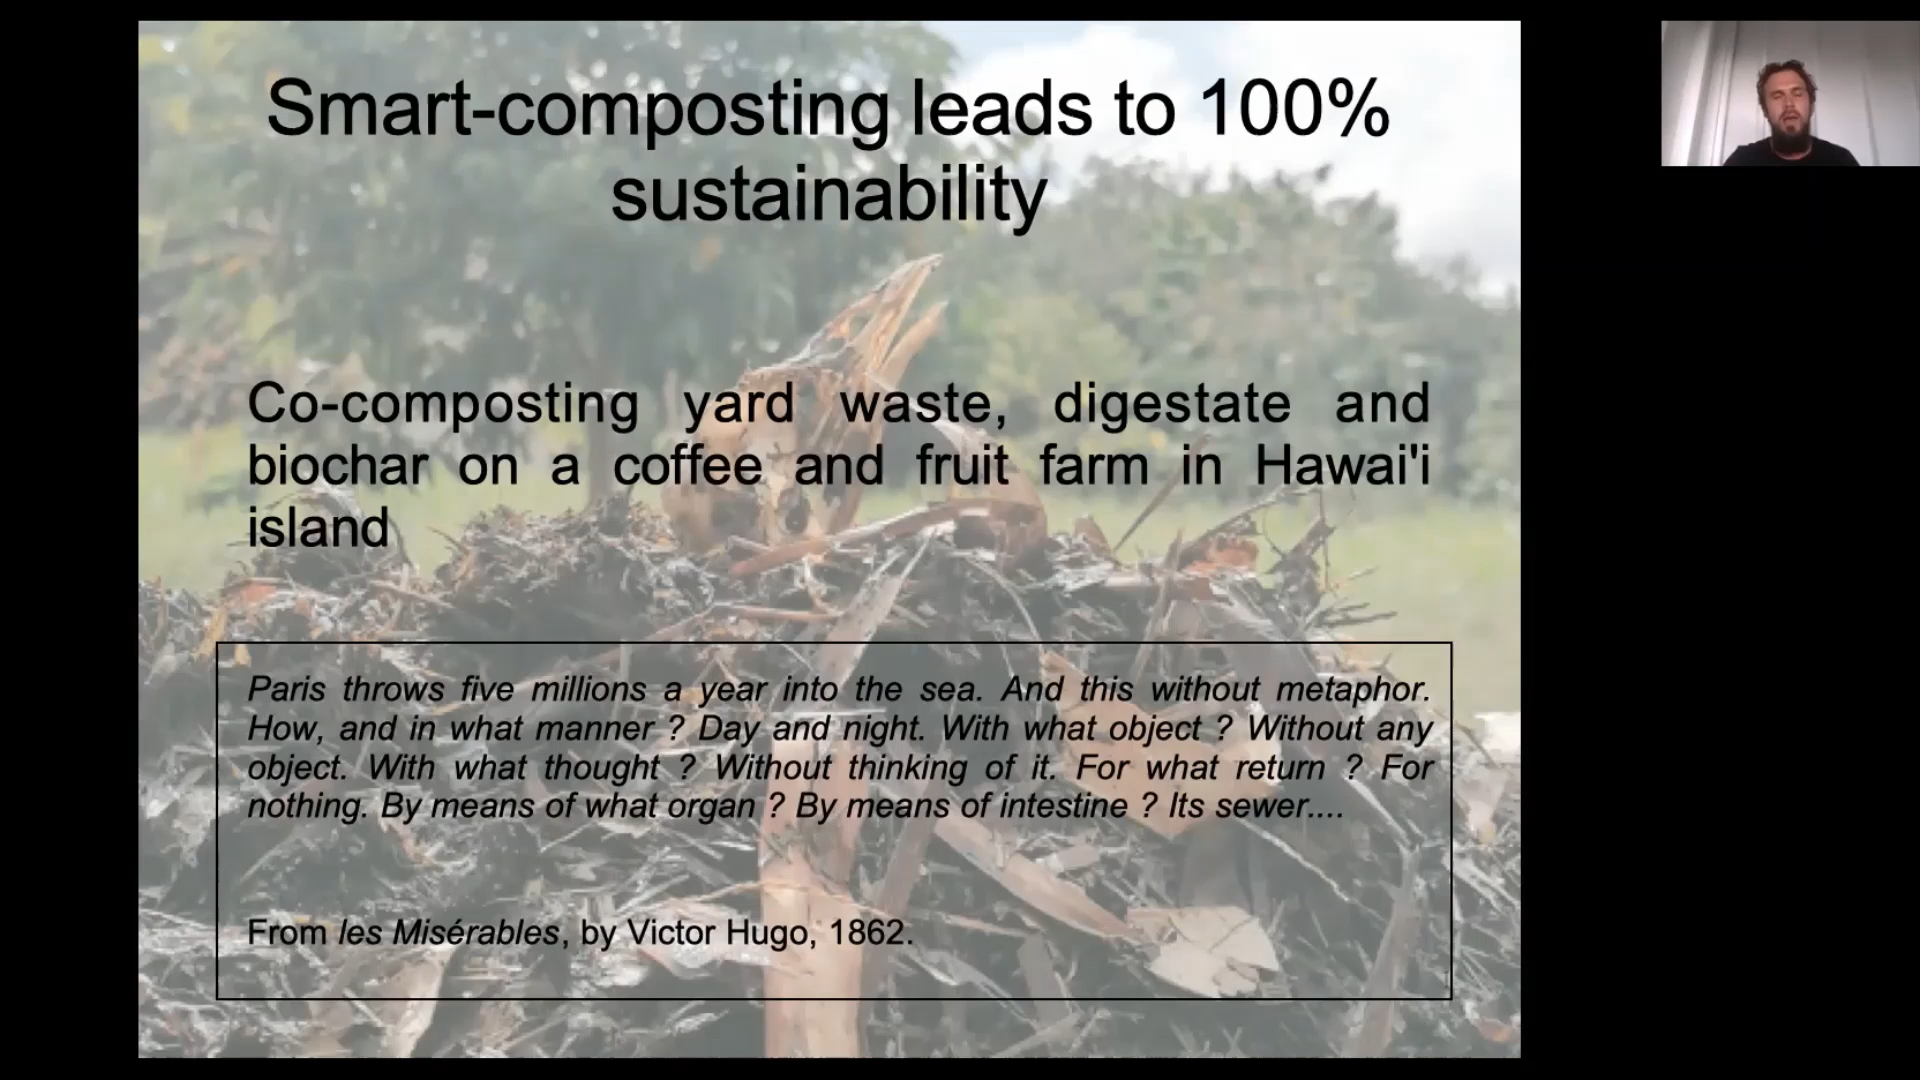 Smart-composting leads to 100%
sustainability
Co-composting yard waste, digestate and
biochar on a coffee and fruit farm in Hawai'i
island
Paris throws five millions a year into the sea. And this without metaphor.
How, and in what manner ? Day and night. With what object ? Without any
object. With what thought ? Without thinking of it. For what return ? For
nothing. By means of what organ ? By means of intestine ? Its sewer....
From les Misérables, by Victor Hugo, 1862.